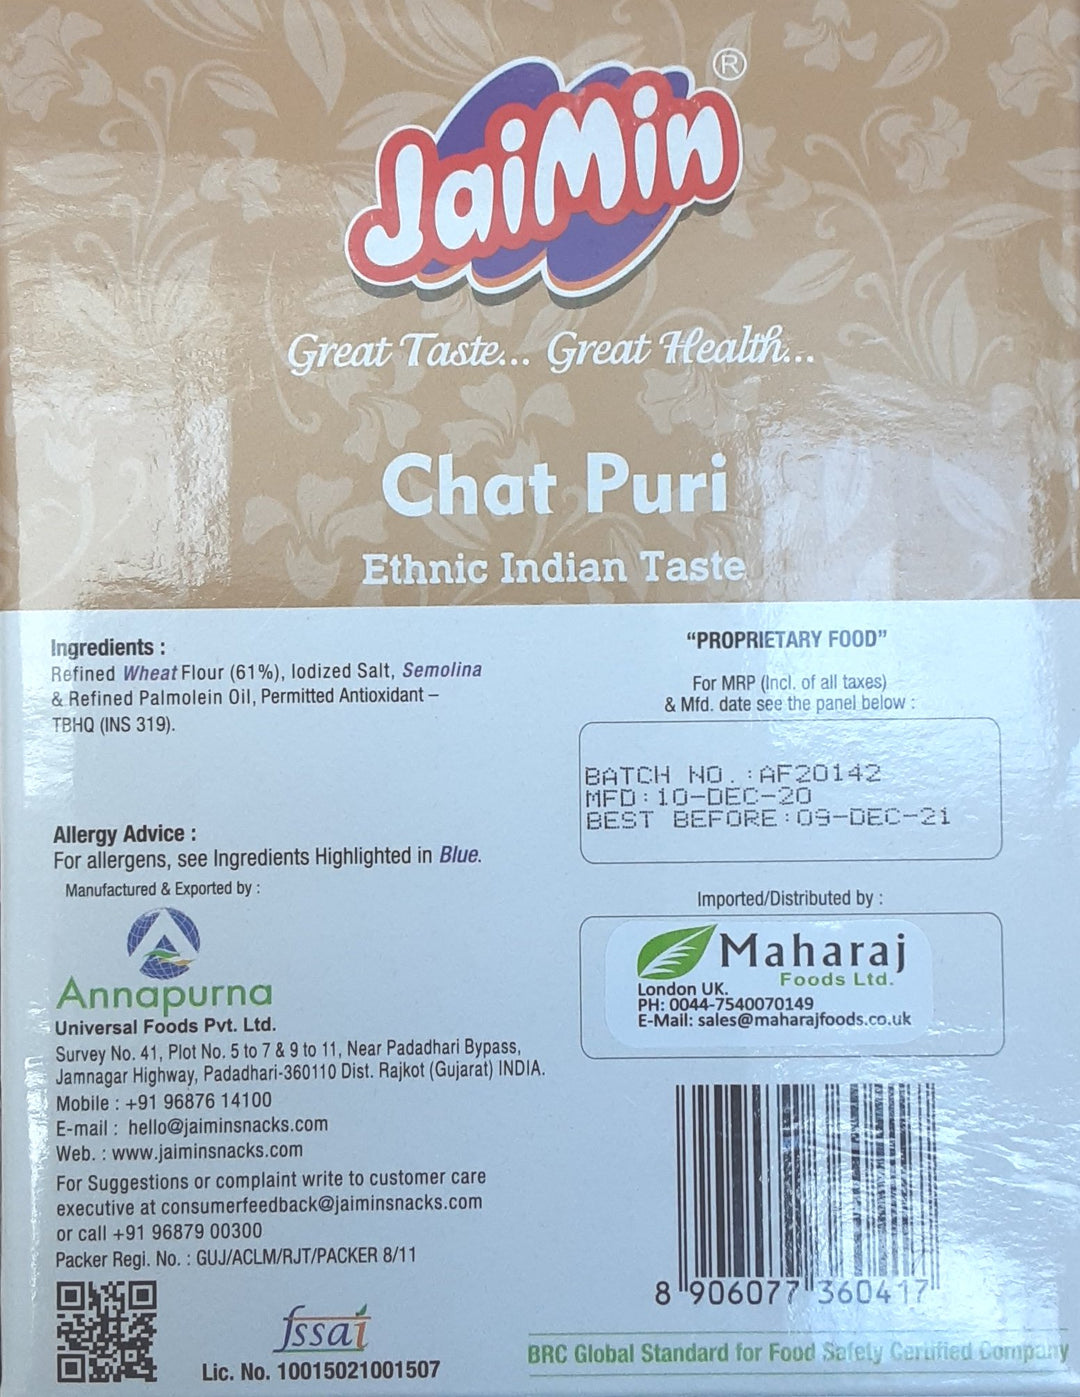 JaiMin ®
Great Taste... Great Health...
Chat Puri
Ethnic Indian Taste
Ingredients :
Refined Wheat Flour (61%), Iodized Salt, Semolina
& Refined Palmolein Oil, Permitted Antioxidant –
TBHQ (INS 319).
Allergy Advice :
For allergens, see Ingredients Highlighted in Blue.
Manufactured & Exported by :
Annapurna
Universal Foods Pvt. Ltd.
Survey No. 41, Plot No. 5 to 7 & 9 to 11, Near Padadhari Bypass,
Jamnagar Highway, Padadhari-360110 Dist. Rajkot (Gujarat) INDIA.
Mobile : +91 96876 14100
E-mail : hello@jaiminsnacks.com
Web. : www.jaiminsnacks.com
For Suggestions or complaint write to customer care
executive at consumerfeedback@jaiminsnacks.com
or call +91 96879 00300
Packer Regi. No. : GUJ/ACLM/RJT/PACKER 8/11
fssai
Lic. No. 10015021001507
“PROPRIETARY FOOD”
For MRP (Incl. of all taxes)
& Mfd. date see the panel below :
BATCH NO. :AF20142
MFD:10-DEC-20
BEST BEFORE:09-DEC-21
Imported/Distributed by :
Maharaj
Foods Ltd.
London UK.
PH: 0044-7540070149
E-Mail: sales@maharajfoods.co.uk
8 906077 360417
BRC Global Standard for Food Safety Certified Company